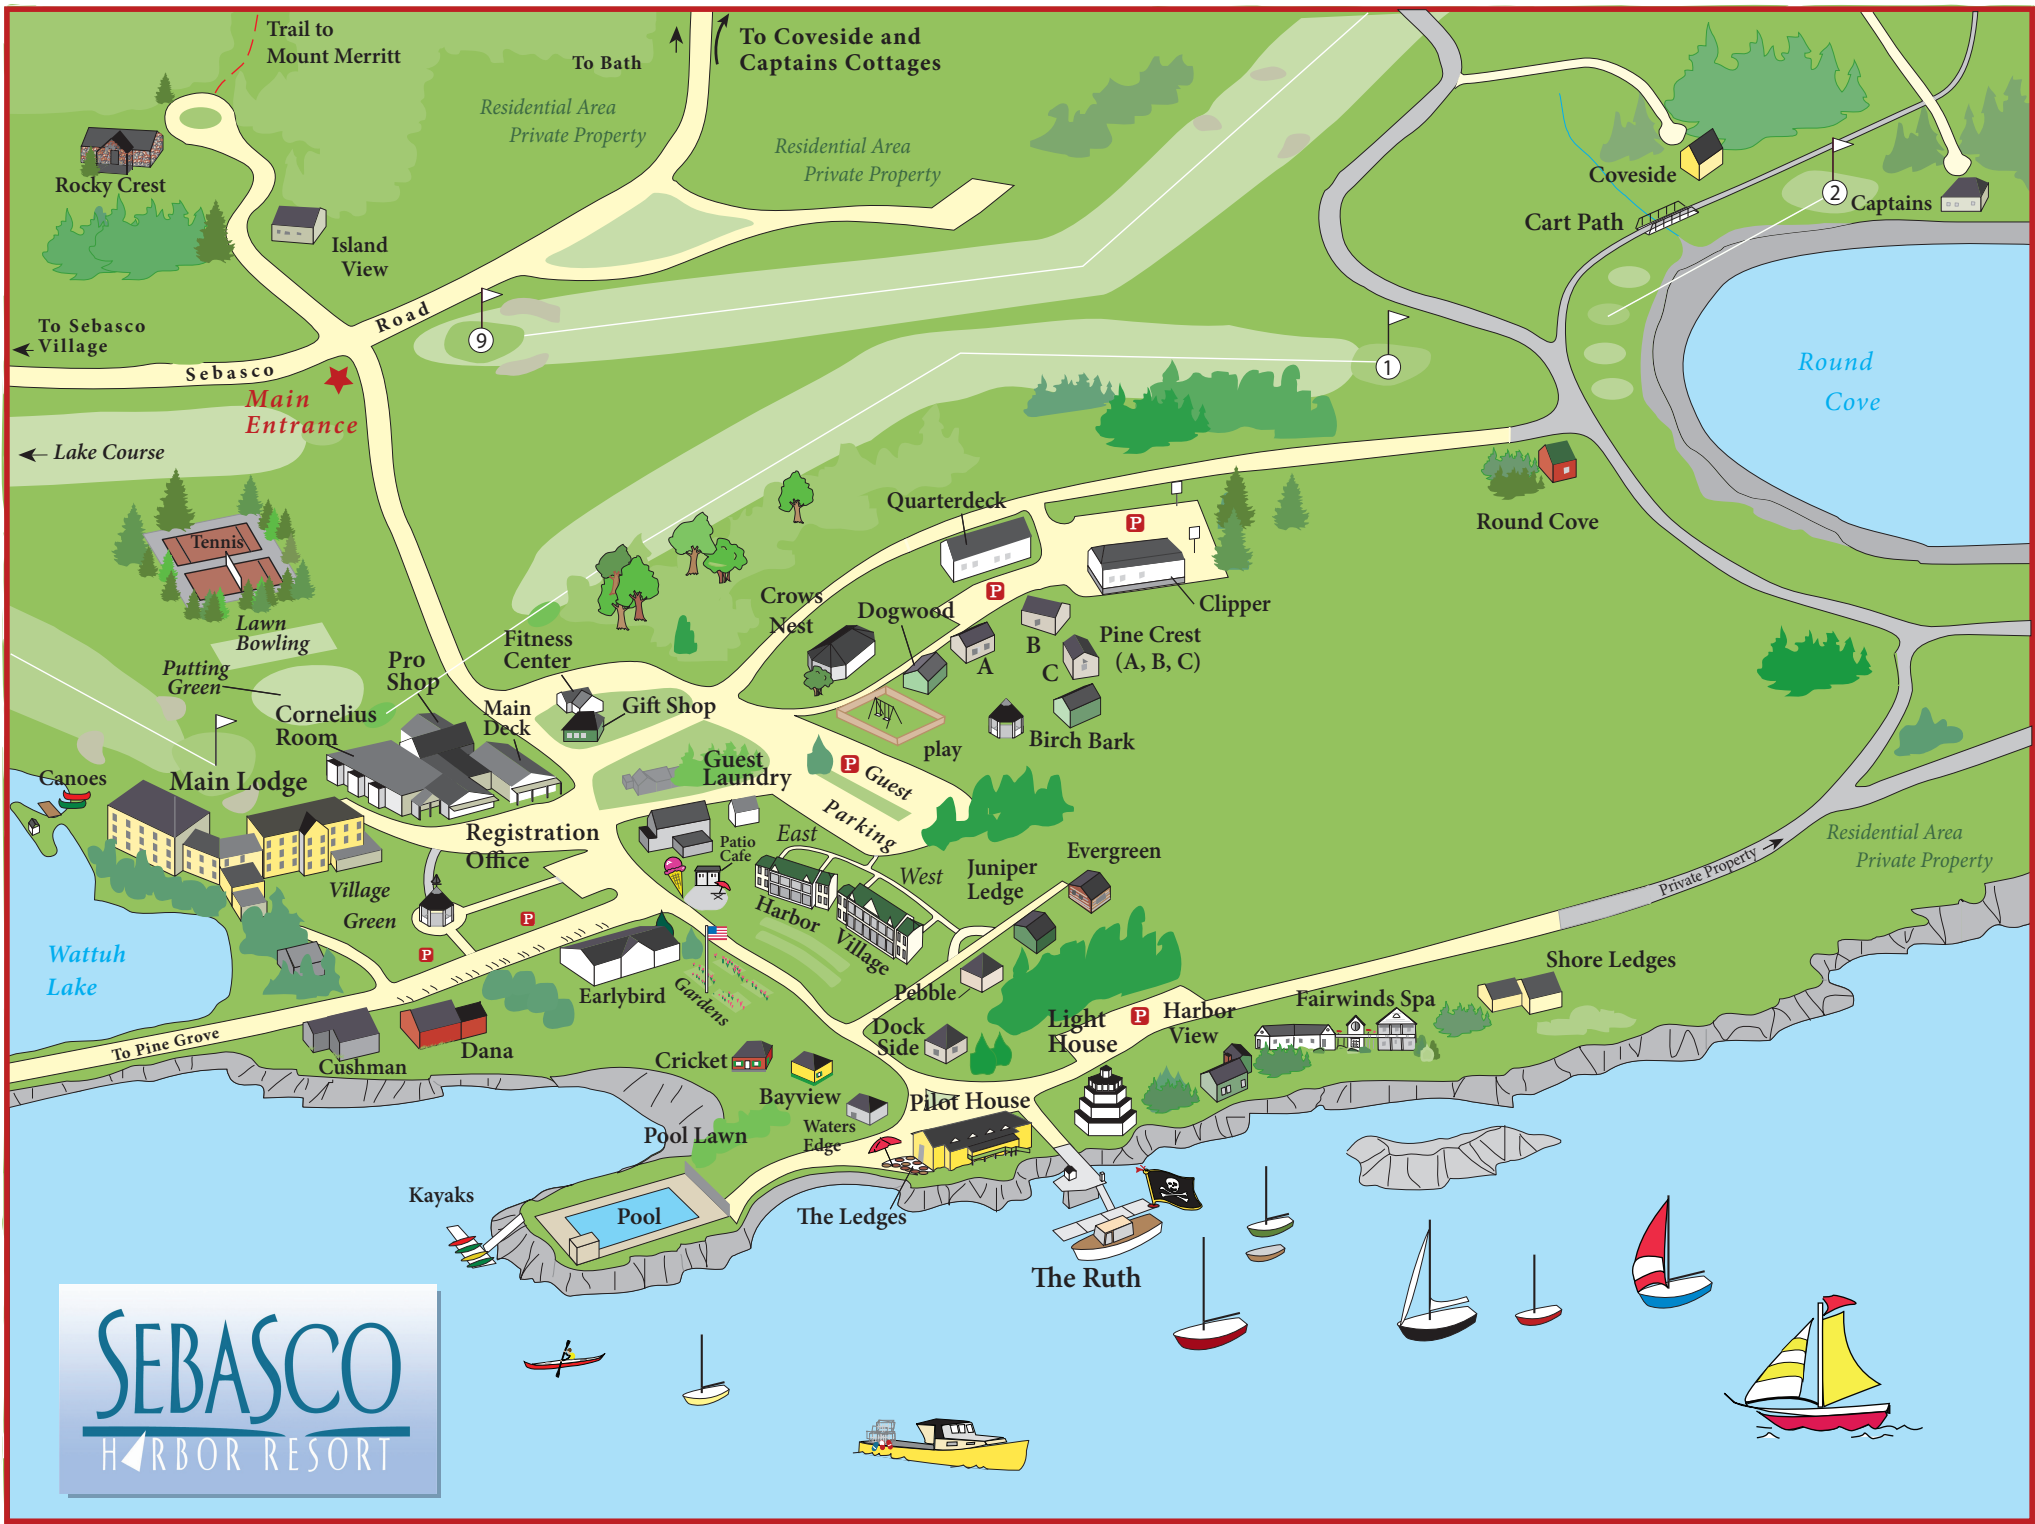 Trail to
Mount Merritt
To Bath
To Coveside and
Captains Cottages
Residential Area
Private Property
Residential Area
Private Property
Rocky Crest
Island
View
Coveside
2
Captains
Cart Path
To Sebasco
Village
Road
9
Sebasco
1
Main
Entrance
Round
Cove
Lake Course
Quarterdeck
P
Round Cove
Tennis
Lawn
Bowling
Putting
Green
Fitness
Center
Crows
Nest
Dogwood
P
Clipper
A
B
C
Pine Crest
(A, B, C)
Pro
Shop
Cornelius
Room
Main
Deck
Gift Shop
play
Birch Bark
Canoes
Main Lodge
Guest
Laundry
P
Guest
Parking
Registration
Office
Patio
Cafe
East
West
Juniper
Ledge
Evergreen
Residential Area
Private Property
Private Property
Village
Green
P
P
Harbor
Village
Wattuh
Lake
Earlybird
Gardens
Pebble
Shore Ledges
Fairwinds Spa
Light
House
P
Harbor
View
Dock
Side
To Pine Grove
Cushman
Dana
Cricket
Bayview
Waters
Edge
Pilot House
Pool Lawn
Kayaks
Pool
The Ledges
The Ruth
SEBASCO
HARBOR RESORT